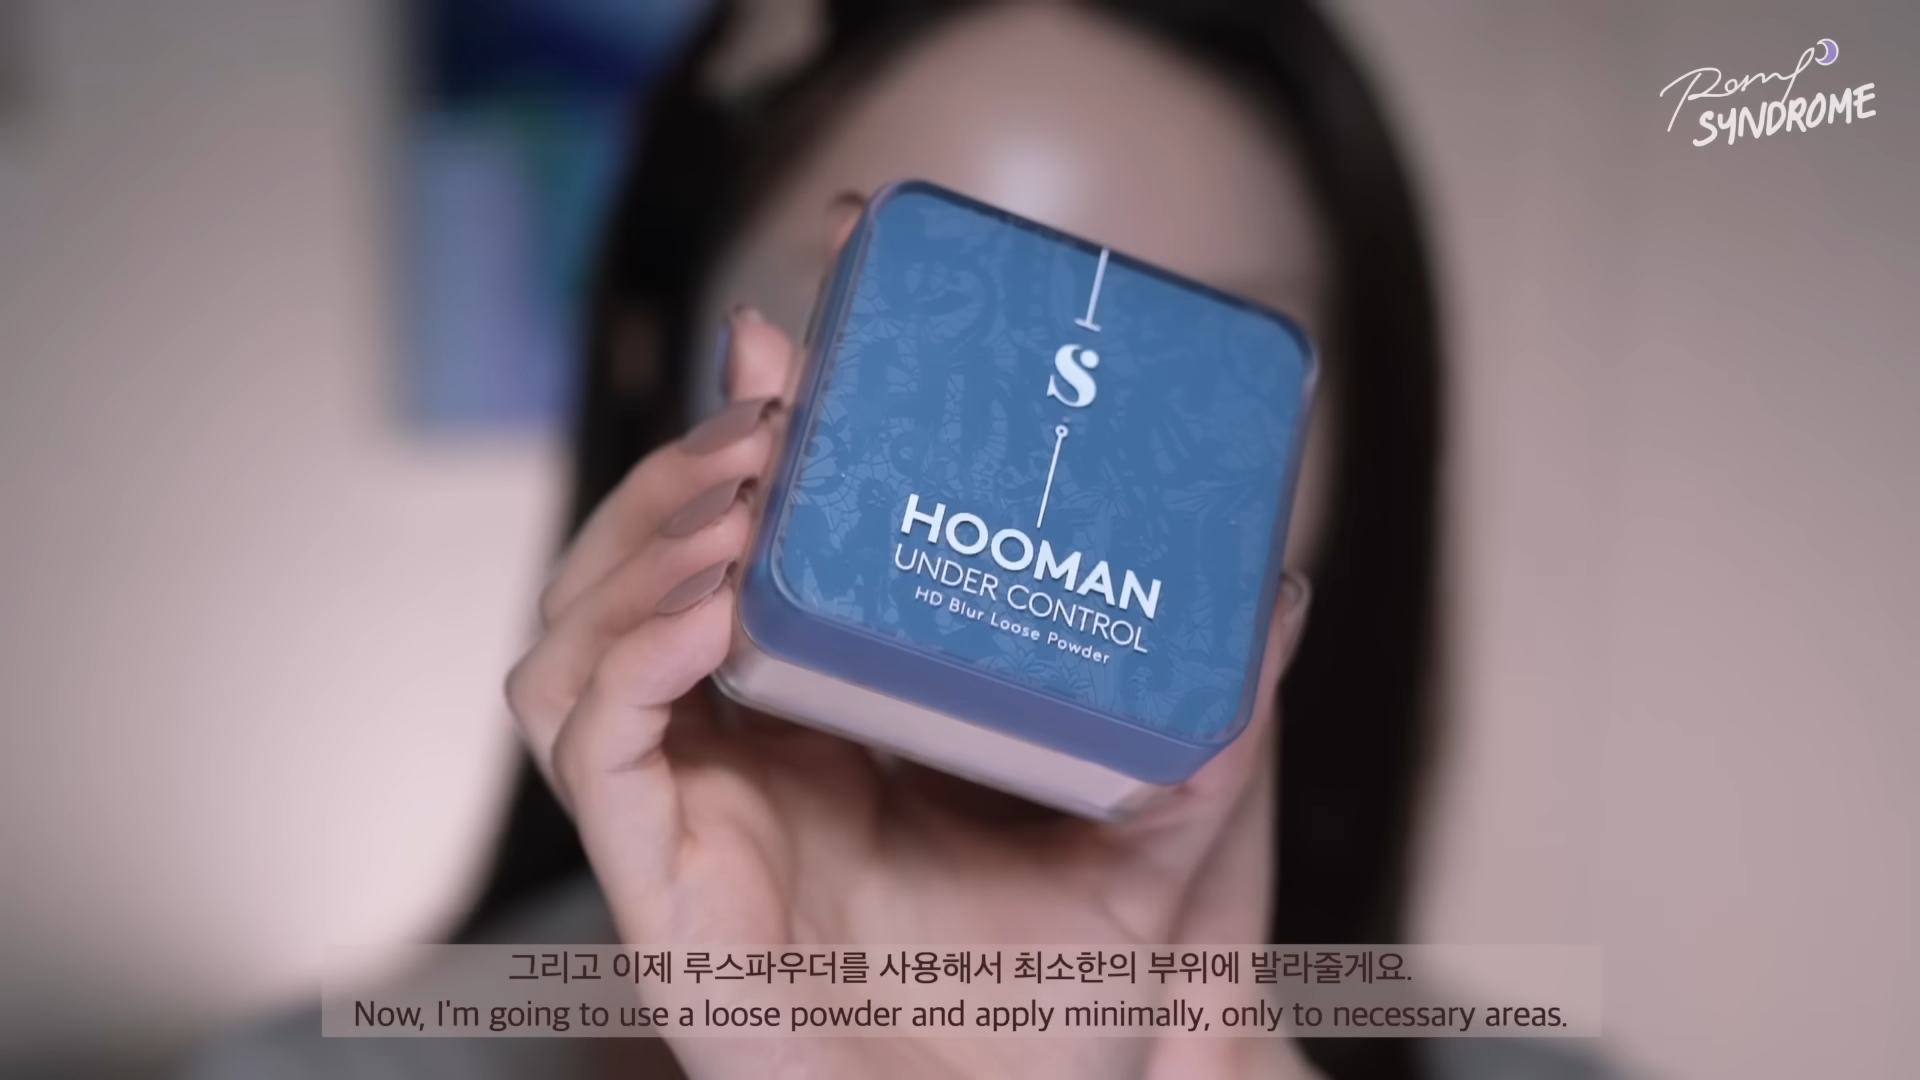 SYNDROME
S
HOOMAN
UNDER CONTROL
HD Blur Loose Powder
그리고 이제 루스파우더를 사용해서 최소한의 부위에 발라줄게요.
Now, I'm going to use a loose powder and apply minimally, only to necessary areas.